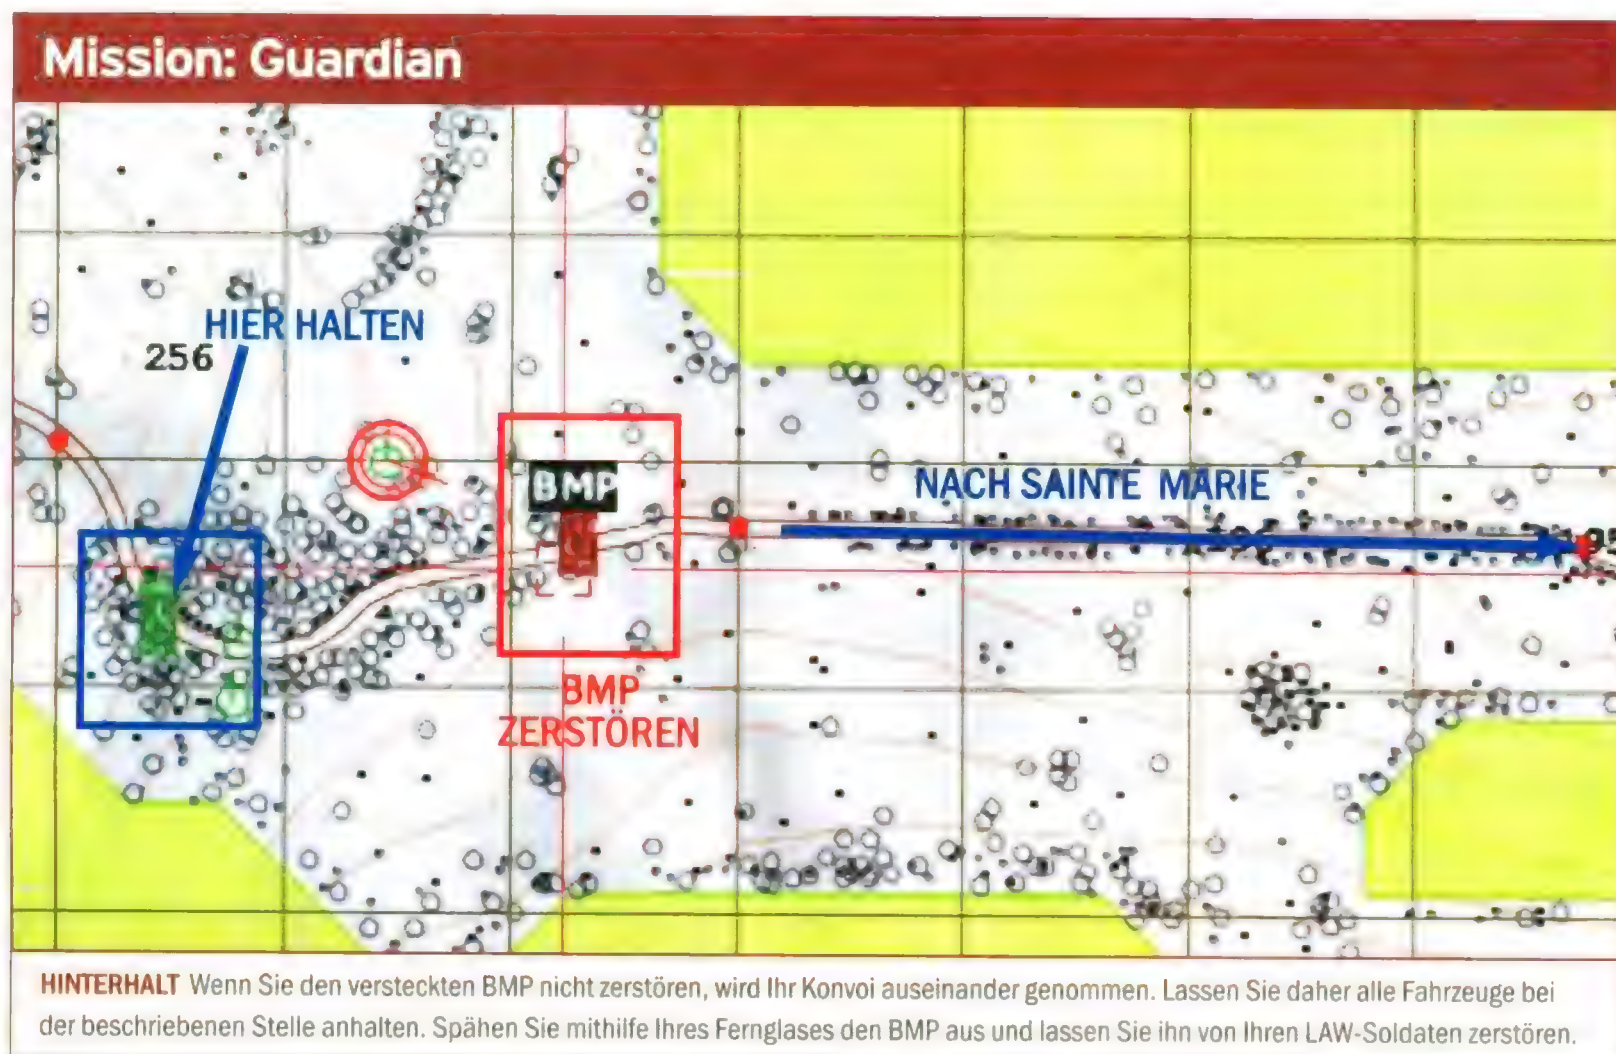 Mission: Guardian
HIER HALTEN
256
BMP
NACH SAINTE MARIE
BMP
ZERSTÖREN
HINTERHALT Wenn Sie den versteckten BMP nicht zerstören, wird Ihr Konvoi auseinander genommen. Lassen Sie daher alle Fahrzeuge bei
der beschriebenen Stelle anhalten. Spähen Sie mithilfe Ihres Fernglases den BMP aus und lassen Sie ihn von Ihren LAW-Soldaten zerstören.